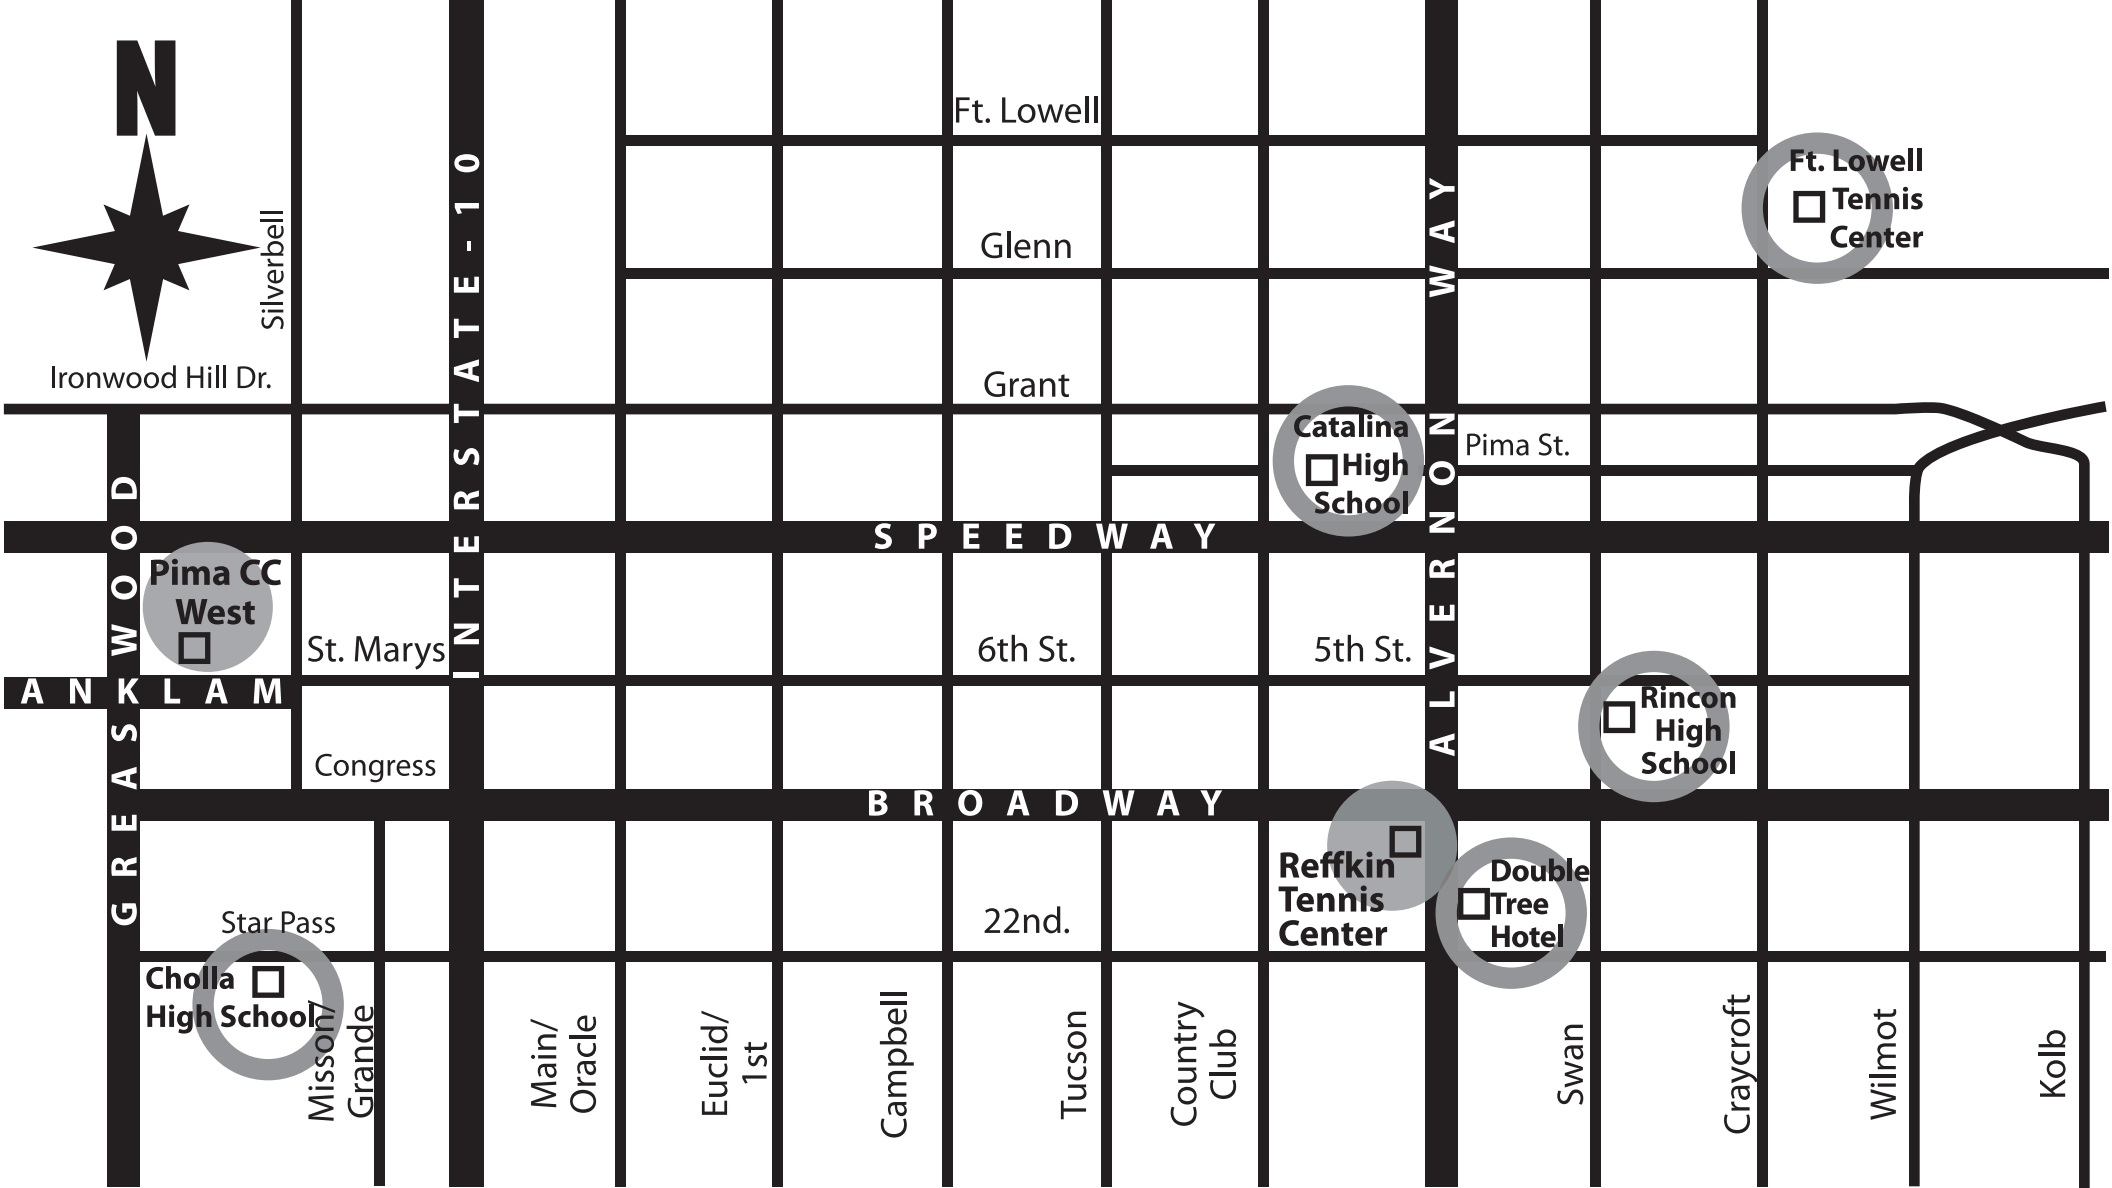 N
Ft. Lowell
Ft. Lowell
Tennis
Center
Silverbell
INTERSTATE-10
ALVERNON WAY
Glenn
Ironwood Hill Dr.
Grant
Catalina
High
School
Pima St.
GREASWOOD
SPEEDWAY
Pima CC
West
St. Marys
6th St.
5th St.
ANKLAM
Rincon
High
School
Congress
BROADWAY
Reffkin
Tennis
Center
Double
Tree
Hotel
Star Pass
22nd.
Cholla
High School
Misson/
Grande
Main/
Oracle
Euclid/
1st
Campbell
Tucson
Country
Club
Swan
Craycroft
Wilmot
Kolb